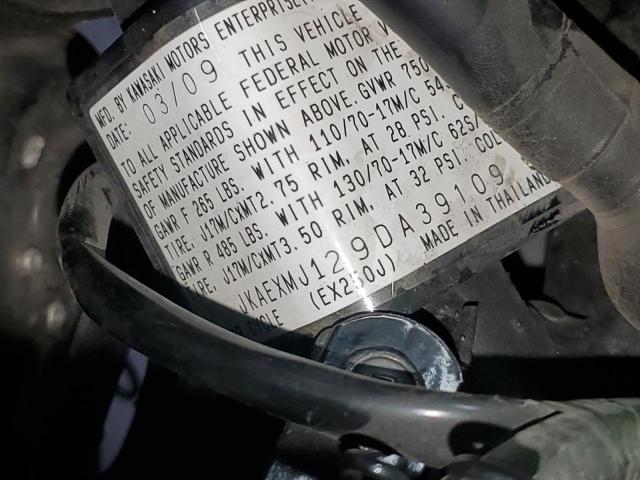 MFD. BY KAWASAKI MOTORS ENTERPRISE
DATE: 03/09 THIS VEHICLE
TO ALL APPLICABLE FEDERAL MOTOR V
SAFETY STANDARDS IN EFFECT ON THE
OF MANUFACTURE SHOWN ABOVE. GVWR 750
GAWR F 265 LBS. WITH 110/70-17M/C 54S
TIRE, J17M/CxMT2.75 RIM, AT 28 PSI. C
GAWR R 485 LBS. WITH 130/70-17M/C 62S
TIRE, J17M/CxMT3.50 RIM, AT 32 PSI. COL
JKAEXMJ129DA39109
CYCLE (EX250J) MADE IN THAILAND